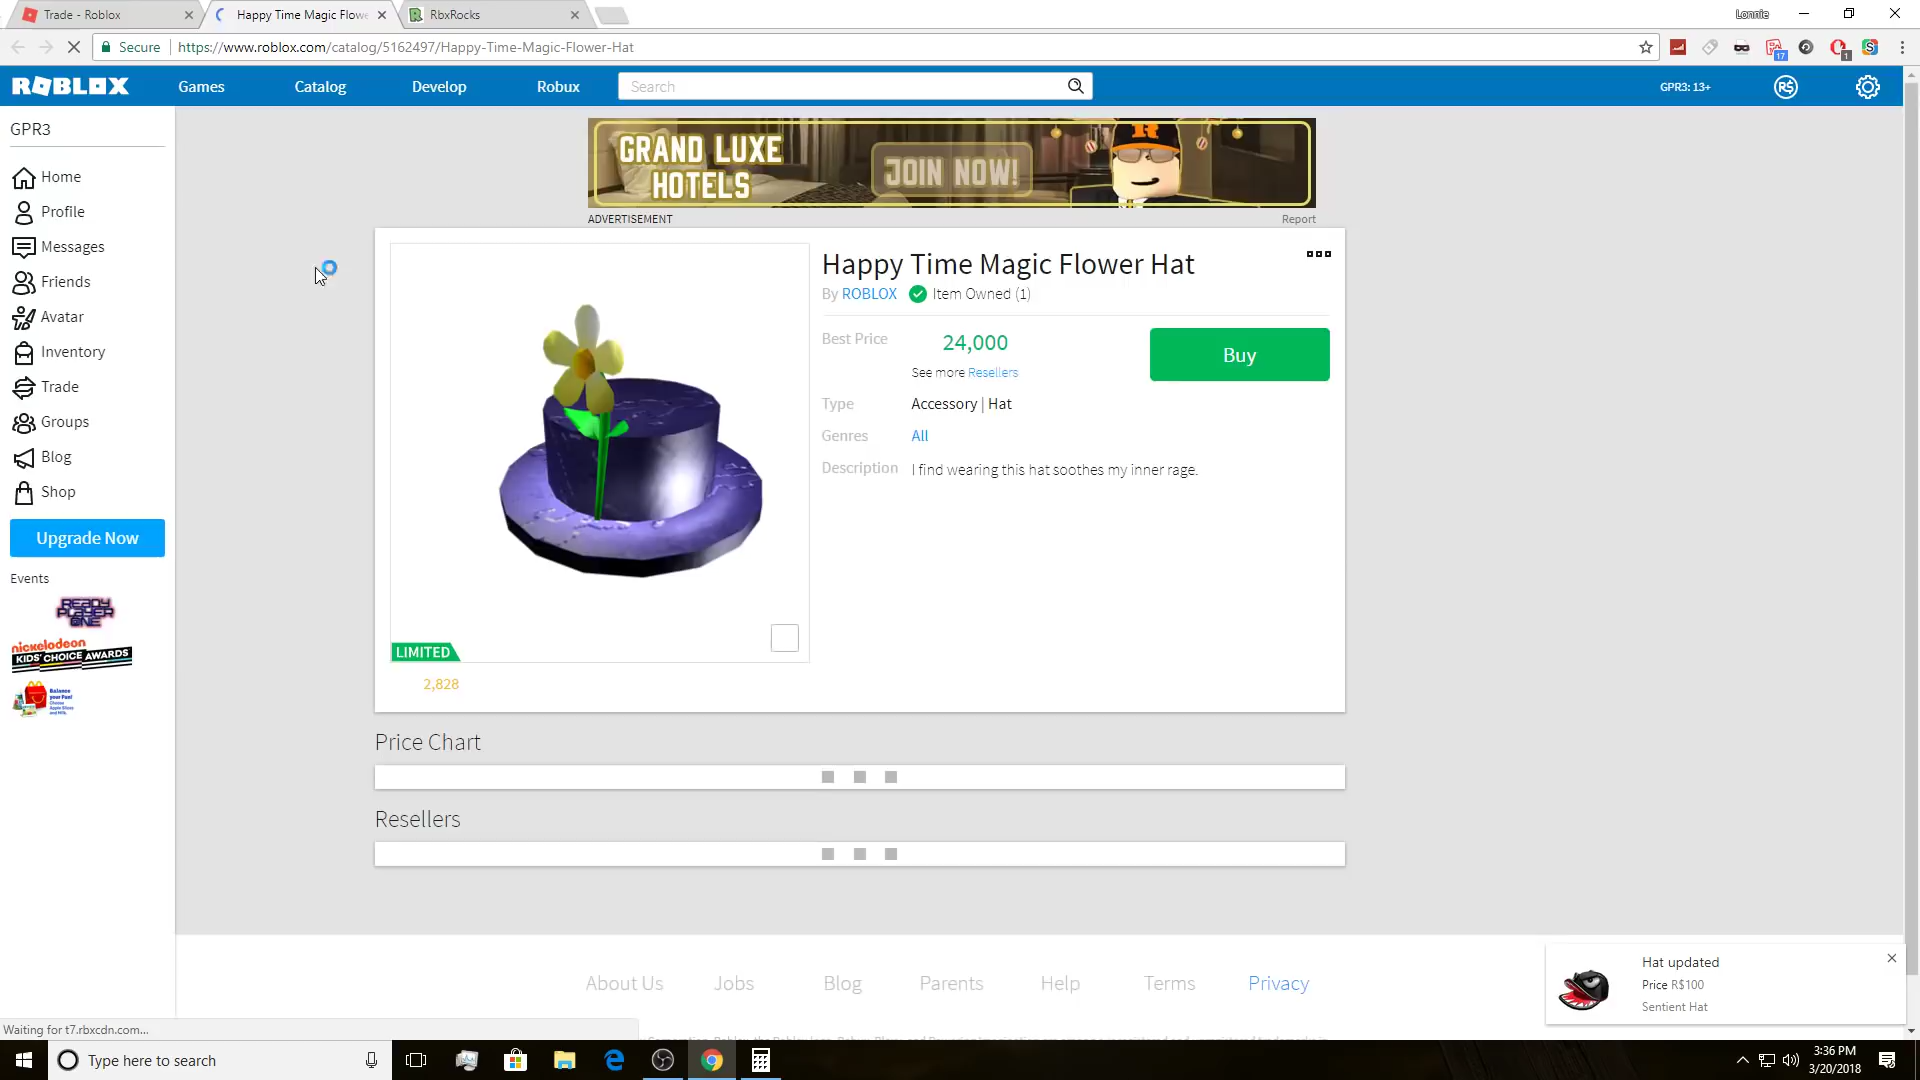 Trade - Roblox
Happy Time Magic Flowe
RbxRocks
Lonnie
Secure
https://www.roblox.com/catalog/5162497/Happy-Time-Magic-Flower-Hat
17
1
ROBLOX
Games
Catalog
Develop
Robux
Search
GPR3: 13+
R$
GPR3
Home
Profile
Messages
Friends
Avatar
Inventory
Trade
Groups
Blog
Shop
Upgrade Now
Events
READY PLAYER ONE
nickelodeon
KIDS' CHOICE AWARDS
GRAND LUXE
HOTELS
JOIN NOW!
ADVERTISEMENT
Report
Happy Time Magic Flower Hat
By ROBLOX
Item Owned (1)
Best Price
24,000
See more Resellers
Buy
Type
Accessory | Hat
Genres
All
Description
I find wearing this hat soothes my inner rage.
LIMITED
2,828
Price Chart
Resellers
About Us
Jobs
Blog
Parents
Help
Terms
Privacy
Hat updated
Price R$100
Sentient Hat
Waiting for t7.rbxcdn.com...
Type here to search
3:36 PM
3/20/2018